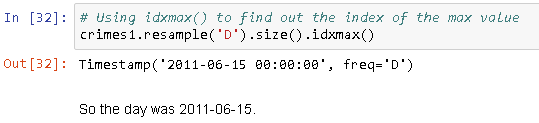 In [32]: # Using idxmax() to find out the index of the max value
crimes1.resample('D').size().idxmax()
Out[32]: Timestamp('2011-06-15 00:00:00', freq='D')
So the day was 2011-06-15.